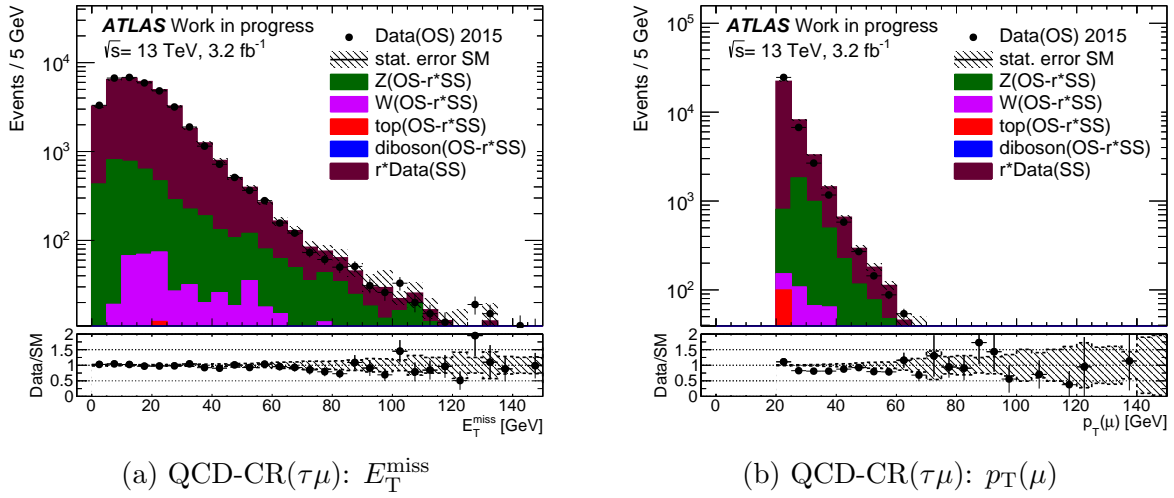 ATLAS Work in progress
√s= 13 TeV, 3.2 fb⁻¹
Data(OS) 2015
stat. error SM
Z(OS-r*SS)
W(OS-r*SS)
top(OS-r*SS)
diboson(OS-r*SS)
r*Data(SS)
Events / 5 GeV
10⁴
10³
10²
Data/SM
2
1.5
1
0.5
0
0 20 40 60 80 100 120 140
E_T^miss [GeV]
(a) QCD-CR(τμ): E_T^miss
ATLAS Work in progress
√s= 13 TeV, 3.2 fb⁻¹
Data(OS) 2015
stat. error SM
Z(OS-r*SS)
W(OS-r*SS)
top(OS-r*SS)
diboson(OS-r*SS)
r*Data(SS)
Events / 5 GeV
10⁵
10⁴
10³
10²
Data/SM
2
1.5
1
0.5
0
0 20 40 60 80 100 120 140
p_T(μ) [GeV]
(b) QCD-CR(τμ): p_T(μ)